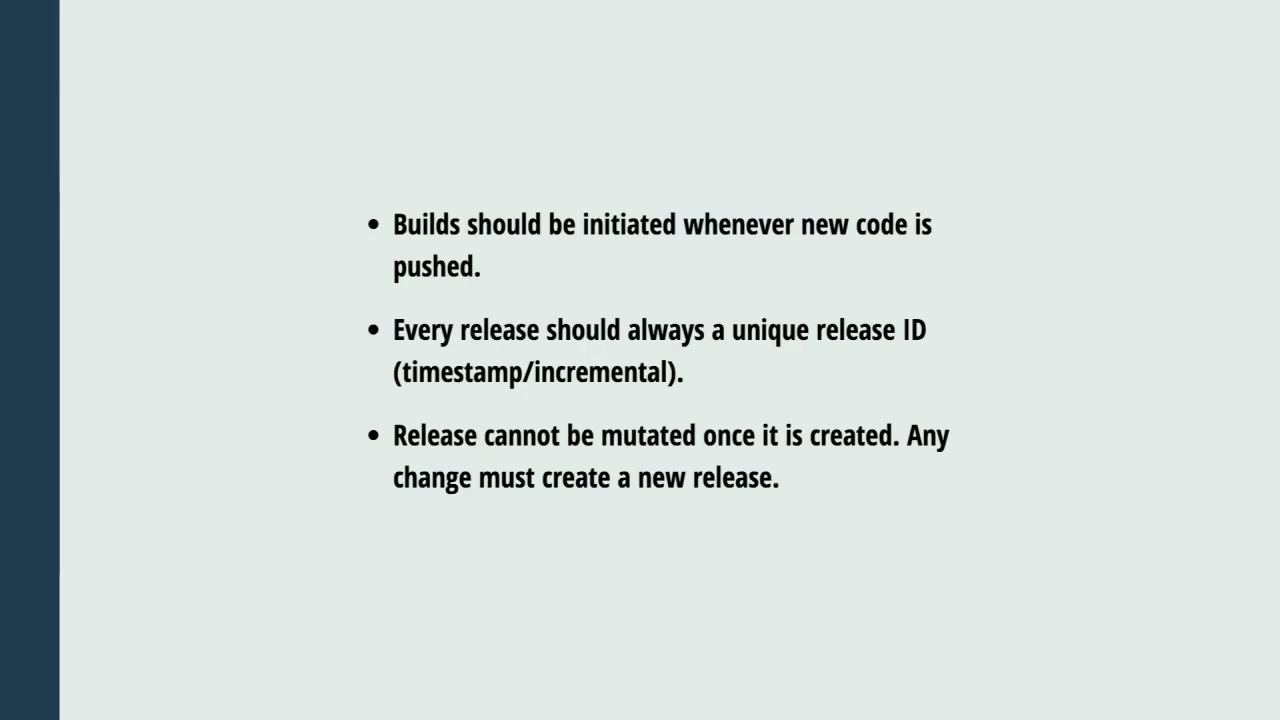 • Builds should be initiated whenever new code is
pushed.
• Every release should always a unique release ID
(timestamp/incremental).
• Release cannot be mutated once it is created. Any
change must create a new release.